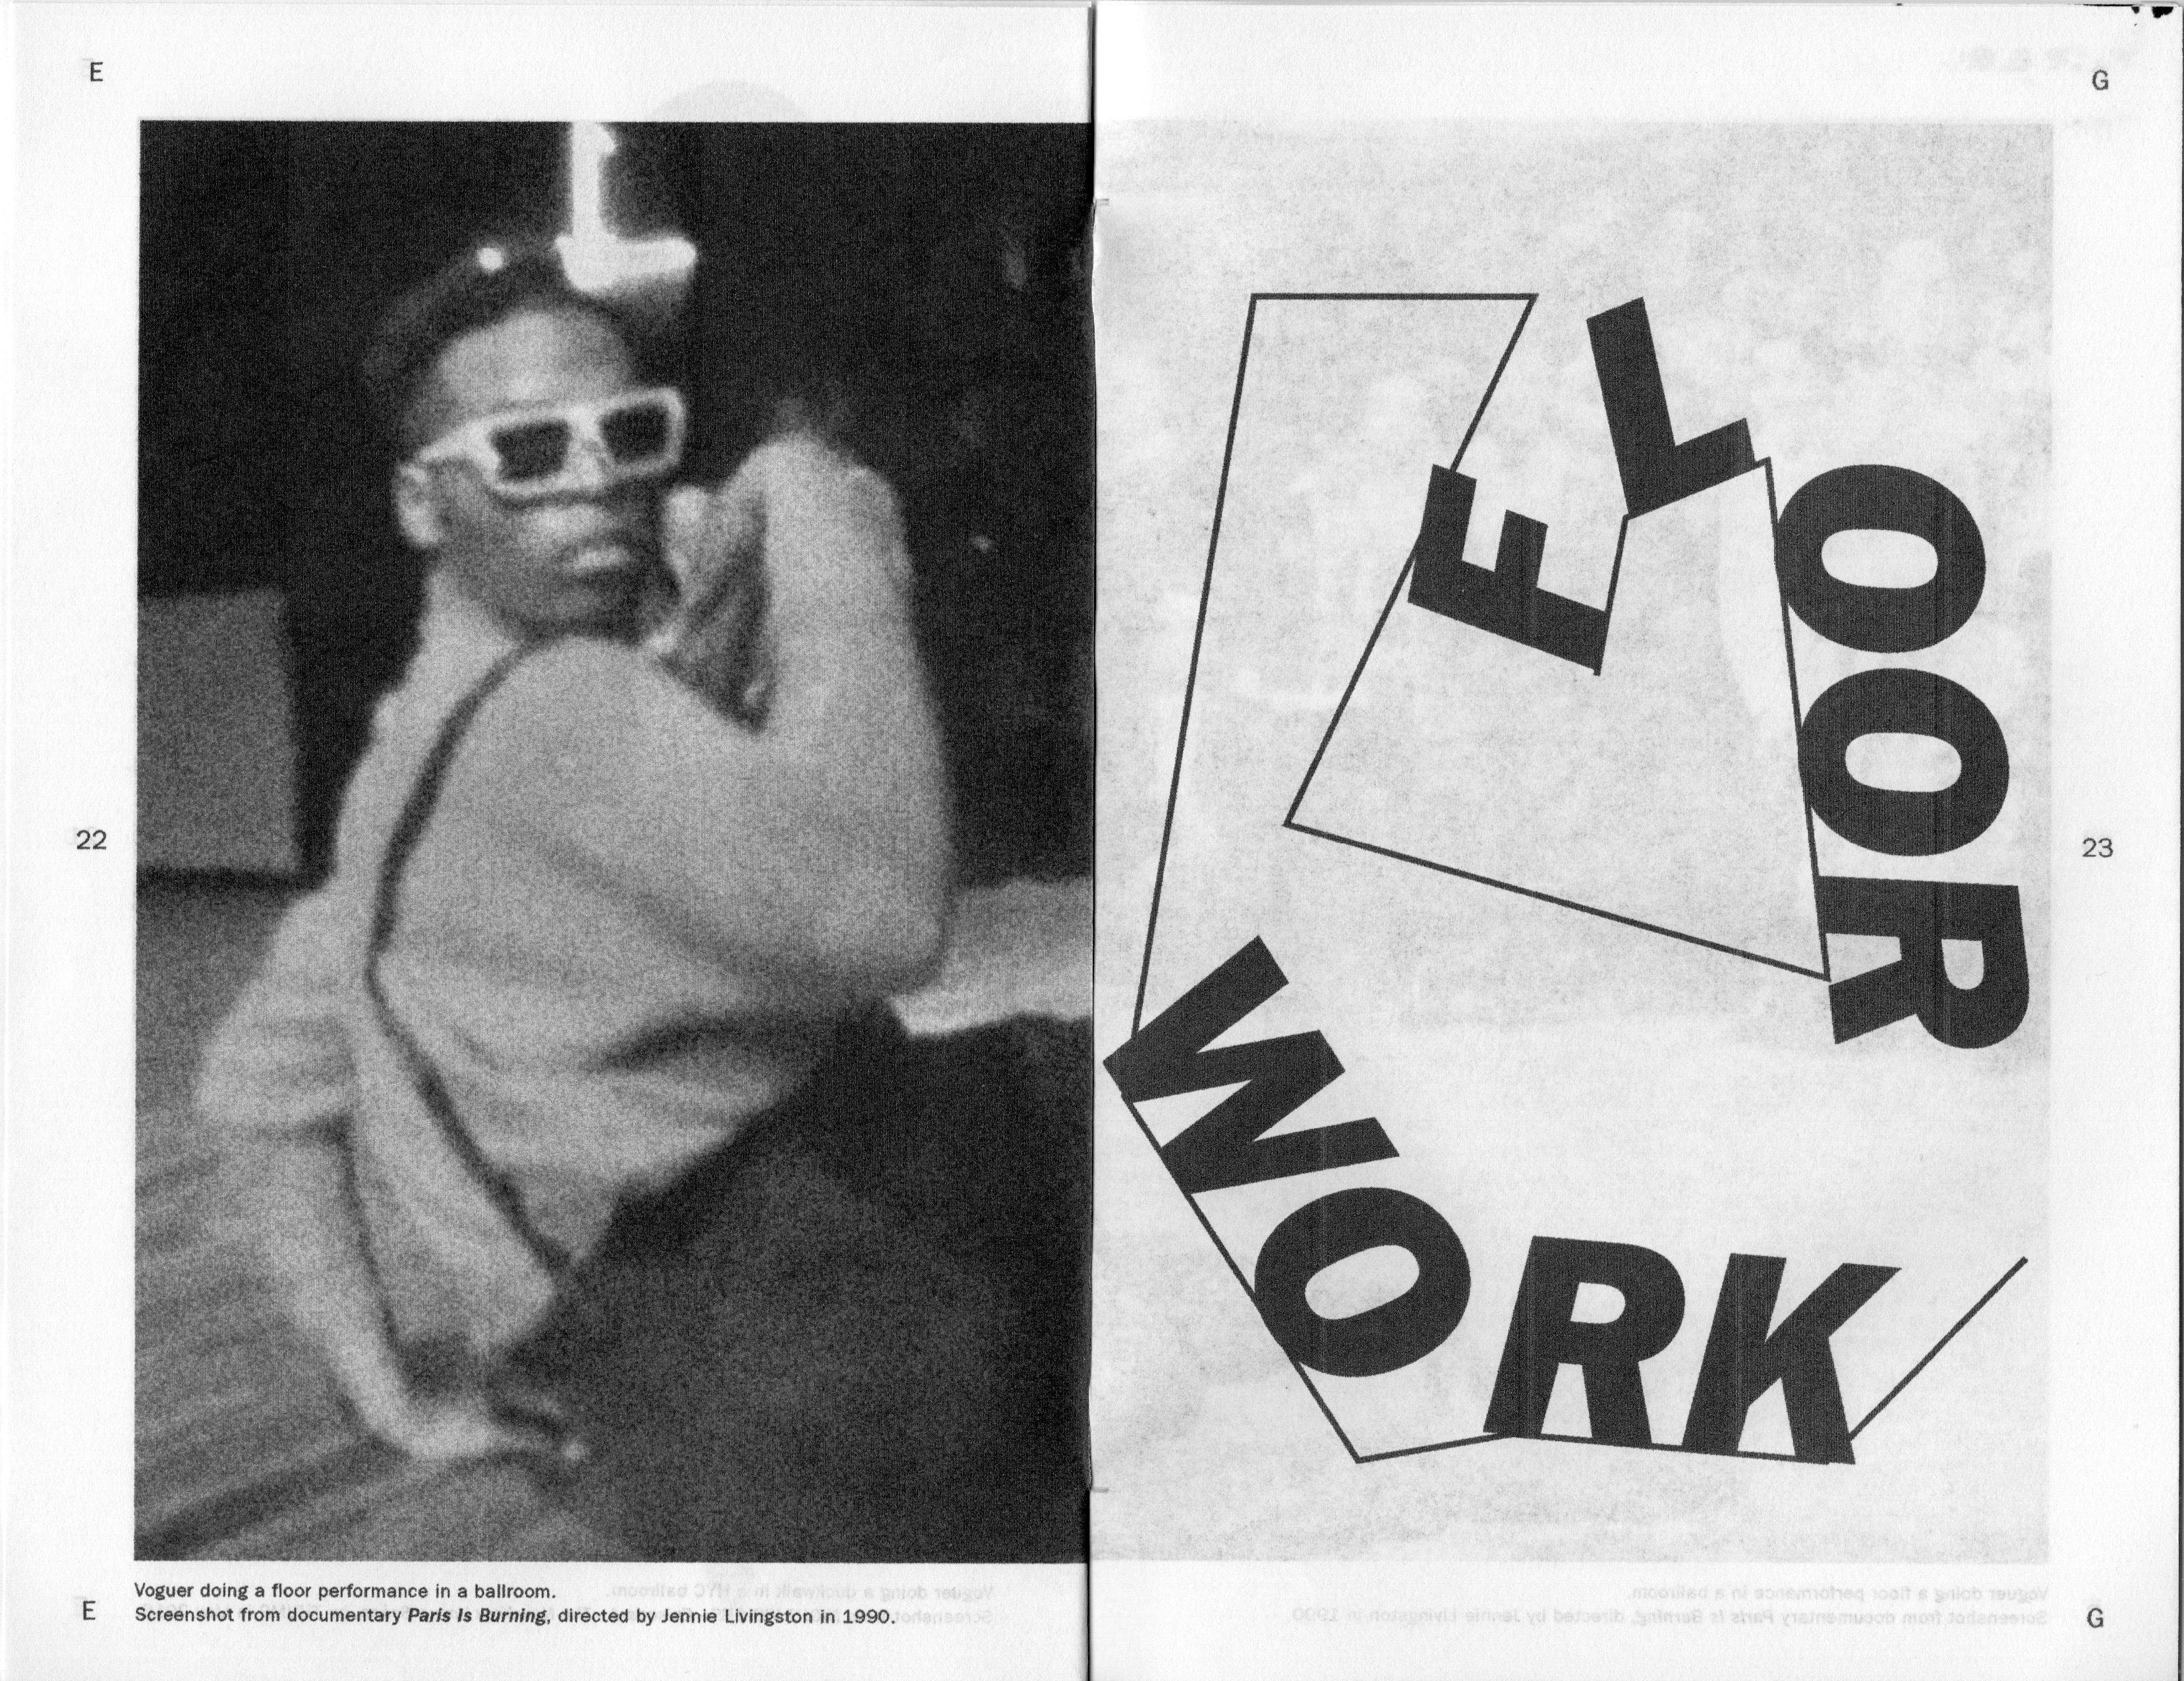 E
22
Voguer doing a floor performance in a ballroom.
Screenshot from documentary Paris Is Burning, directed by Jennie Livingston in 1990.
E
G
FLOOR
WORK
23
G